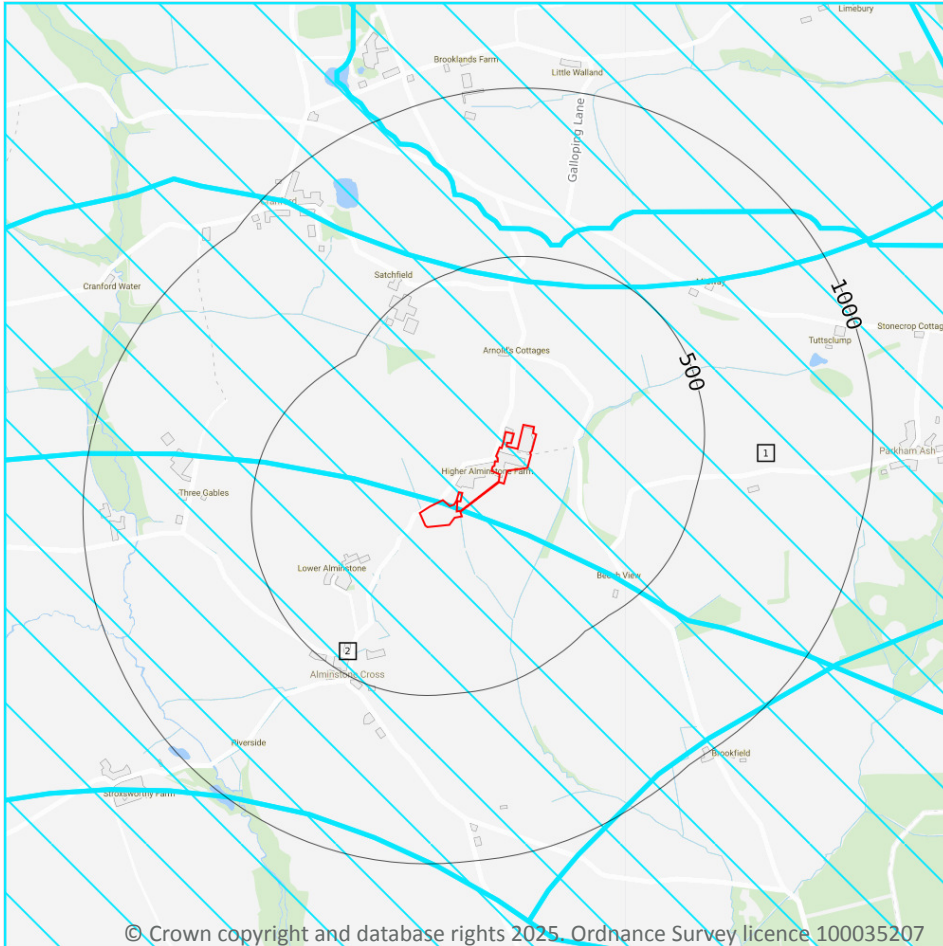 Limebury
Brooklands Farm
Little Walland
Galloping Lane
Cranford
Satchfield
Cranford Water
Midway
1000
Stonecrop Cottag
Tuttsclump
Arnold's Cottages
500
1
Parkham Ash
Higher Alminstone Farm
Three Gables
Lower Alminstone
Beech View
2
Alminstone Cross
Riverside
Brookfield
Stroxworthy Farm
© Crown copyright and database rights 2025. Ordnance Survey licence 100035207